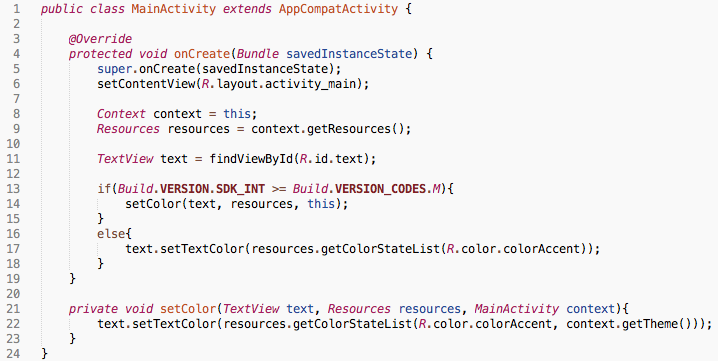 1 public class MainActivity extends AppCompatActivity {
2
3     @Override
4     protected void onCreate(Bundle savedInstanceState) {
5         super.onCreate(savedInstanceState);
6         setContentView(R.layout.activity_main);
7
8         Context context = this;
9         Resources resources = context.getResources();
10
11         TextView text = findViewById(R.id.text);
12
13         if(Build.VERSION.SDK_INT >= Build.VERSION_CODES.M){
14             setColor(text, resources, this);
15         }
16         else{
17             text.setTextColor(resources.getColorStateList(R.color.colorAccent));
18         }
19     }
20
21     private void setColor(TextView text, Resources resources, MainActivity context){
22         text.setTextColor(resources.getColorStateList(R.color.colorAccent, context.getTheme()));
23     }
24 }